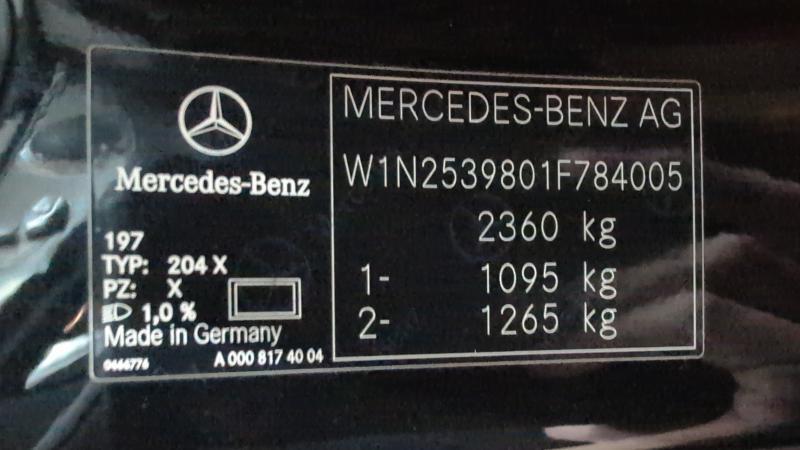 Mercedes-Benz
197
TYP: 204 X
PZ: X
1,0 %
Made in Germany
0446776
A 000 817 40 04
MERCEDES-BENZ AG
W1N2539801F784005
2360 kg
1- 1095 kg
2- 1265 kg